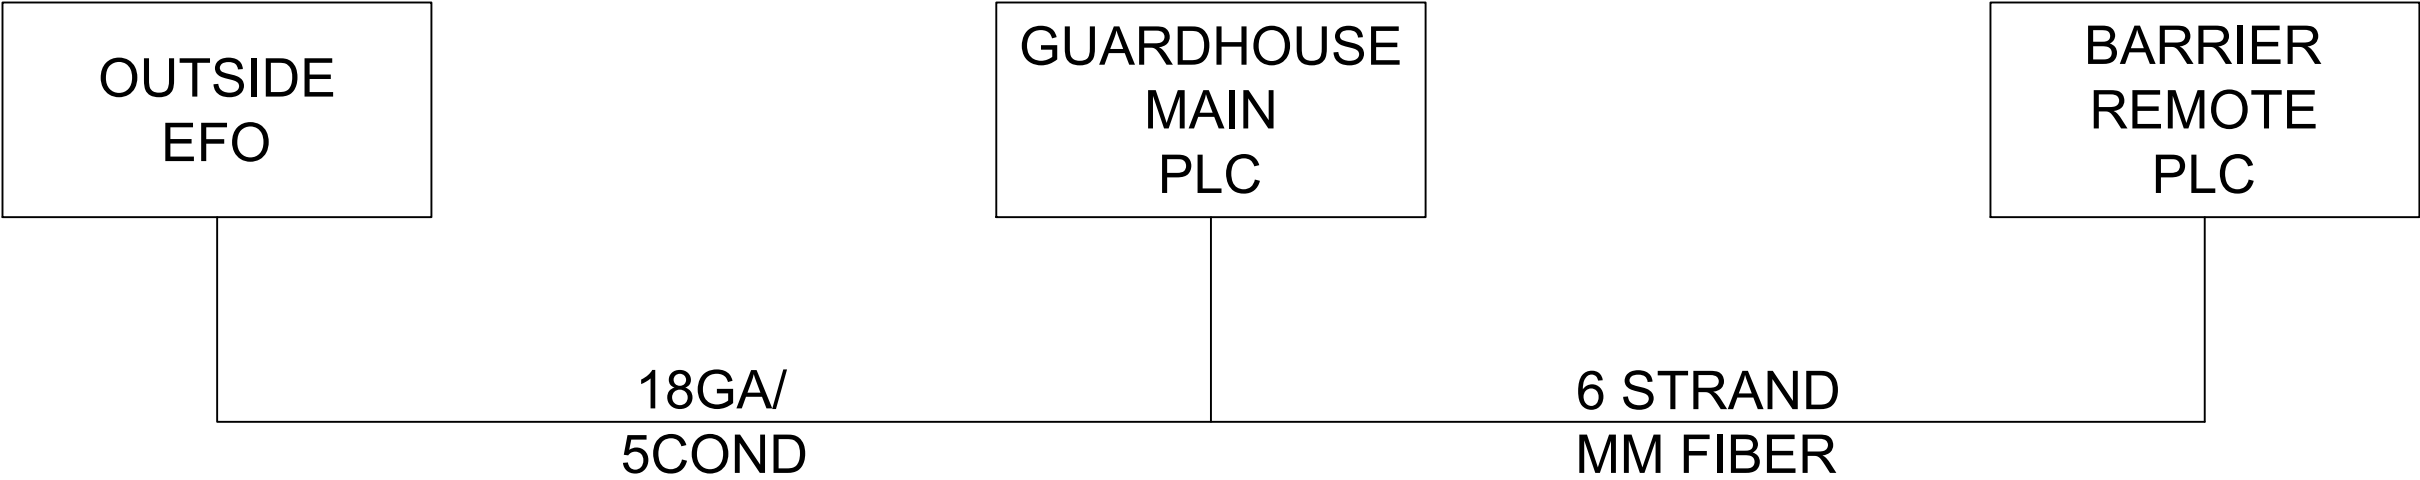 OUTSIDE
EFO
GUARDHOUSE
MAIN
PLC
BARRIER
REMOTE
PLC
18GA/
5COND
6 STRAND
MM FIBER